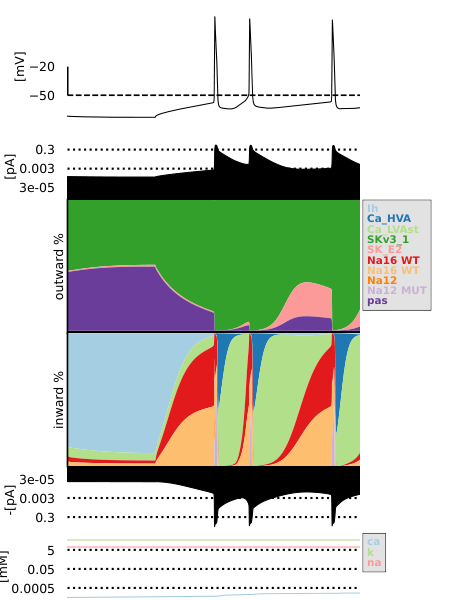 [mV]
−20
−50
[pA]
0.3
0.003
3e-05
outward %
Ih
Ca_HVA
Ca_LVAst
SKv3_1
SK_E2
Na16 WT
Na16 WT
Na12
Na12 MUT
pas
inward %
3e-05
0.003
0.3
-[pA]
ca
k
na
[mM]
5
0.05
0.0005